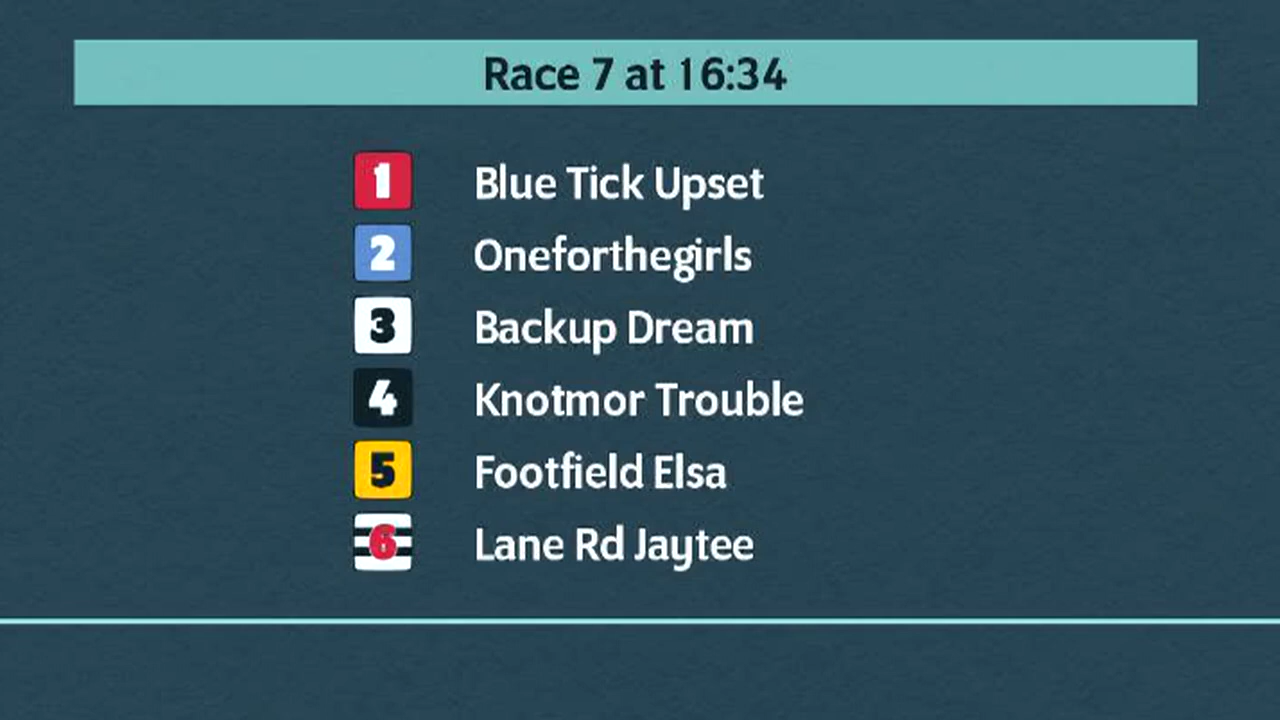 Race 7 at 16:34
1 Blue Tick Upset
2 Oneforthegirls
3 Backup Dream
4 Knotmor Trouble
5 Footfield Elsa
6 Lane Rd Jaytee